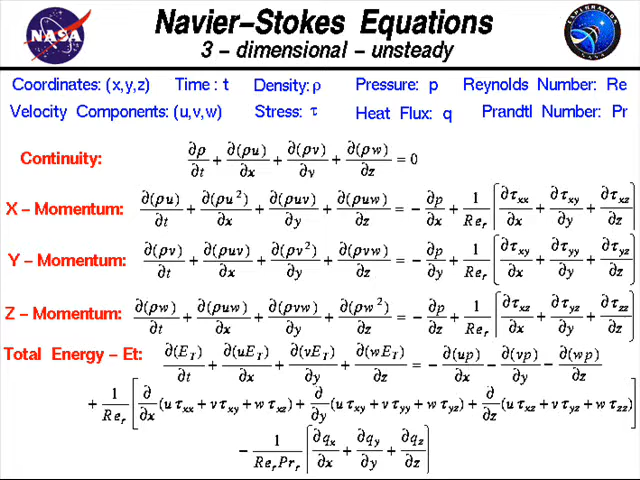 NASA
Navier-Stokes Equations
3 - dimensional - unsteady
EXPLORATION
NASA
Coordinates: (x,y,z) Time : t Density: ρ Pressure: p Reynolds Number: Re
Velocity Components: (u,v,w) Stress: τ Heat Flux: q Prandtl Number: Pr
Continuity: ∂ρ/∂t + ∂(ρu)/∂x + ∂(ρv)/∂y + ∂(ρw)/∂z = 0
X – Momentum: ∂(ρu)/∂t + ∂(ρu²)/∂x + ∂(ρuv)/∂y + ∂(ρuw)/∂z = – ∂p/∂x + 1/Re_r [∂τ_xx/∂x + ∂τ_xy/∂y + ∂τ_xz/∂z]
Y – Momentum: ∂(ρv)/∂t + ∂(ρuv)/∂x + ∂(ρv²)/∂y + ∂(ρvw)/∂z = – ∂p/∂y + 1/Re_r [∂τ_xy/∂x + ∂τ_yy/∂y + ∂τ_yz/∂z]
Z – Momentum: ∂(ρw)/∂t + ∂(ρuw)/∂x + ∂(ρvw)/∂y + ∂(ρw²)/∂z = – ∂p/∂z + 1/Re_r [∂τ_xz/∂x + ∂τ_yz/∂y + ∂τ_zz/∂z]
Total Energy – Et: ∂(E_T)/∂t + ∂(uE_T)/∂x + ∂(vE_T)/∂y + ∂(wE_T)/∂z = – ∂(up)/∂x – ∂(vp)/∂y – ∂(wp)/∂z
+ 1/Re_r [∂/∂x (u τ_xx + v τ_xy + w τ_xz) + ∂/∂y (u τ_xy + v τ_yy + w τ_yz) + ∂/∂z (u τ_xz + v τ_yz + w τ_zz)]
– 1/(Re_r Pr_r) [∂q_x/∂x + ∂q_y/∂y + ∂q_z/∂z]